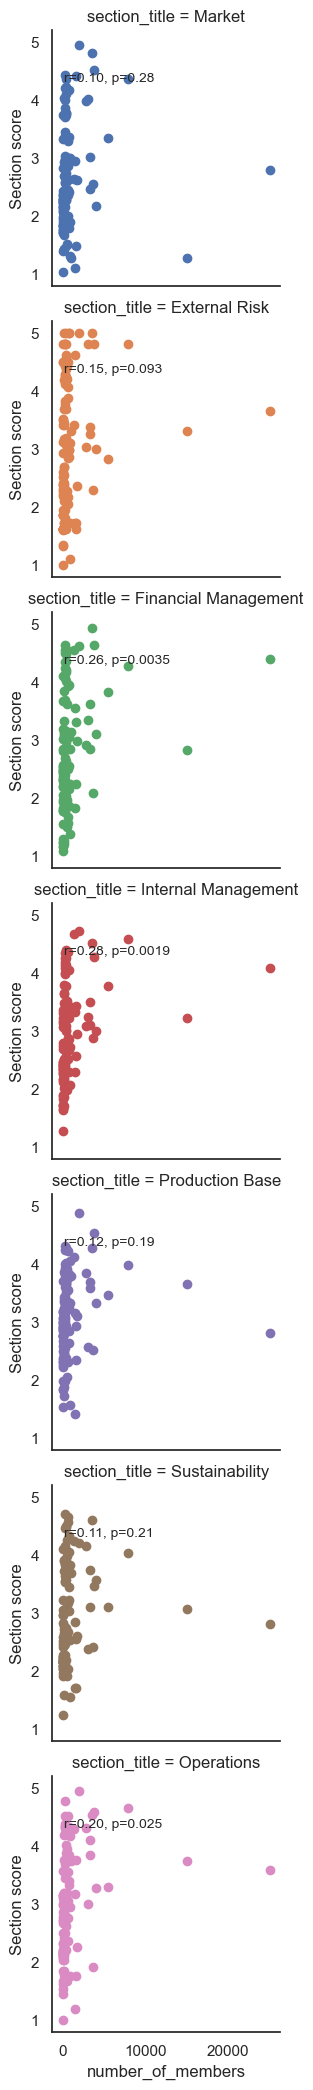 section_title = Market
5
r=0.10, p=0.28
4
3
2
1
Section score
section_title = External Risk
5
r=0.15, p=0.093
4
3
2
1
Section score
section_title = Financial Management
5
r=0.26, p=0.0035
4
3
2
1
Section score
section_title = Internal Management
5
r=0.28, p=0.0019
4
3
2
1
Section score
section_title = Production Base
5
r=0.12, p=0.19
4
3
2
1
Section score
section_title = Sustainability
5
r=0.11, p=0.21
4
3
2
1
Section score
section_title = Operations
5
r=0.20, p=0.025
4
3
2
1
Section score
0 10000 20000
number_of_members